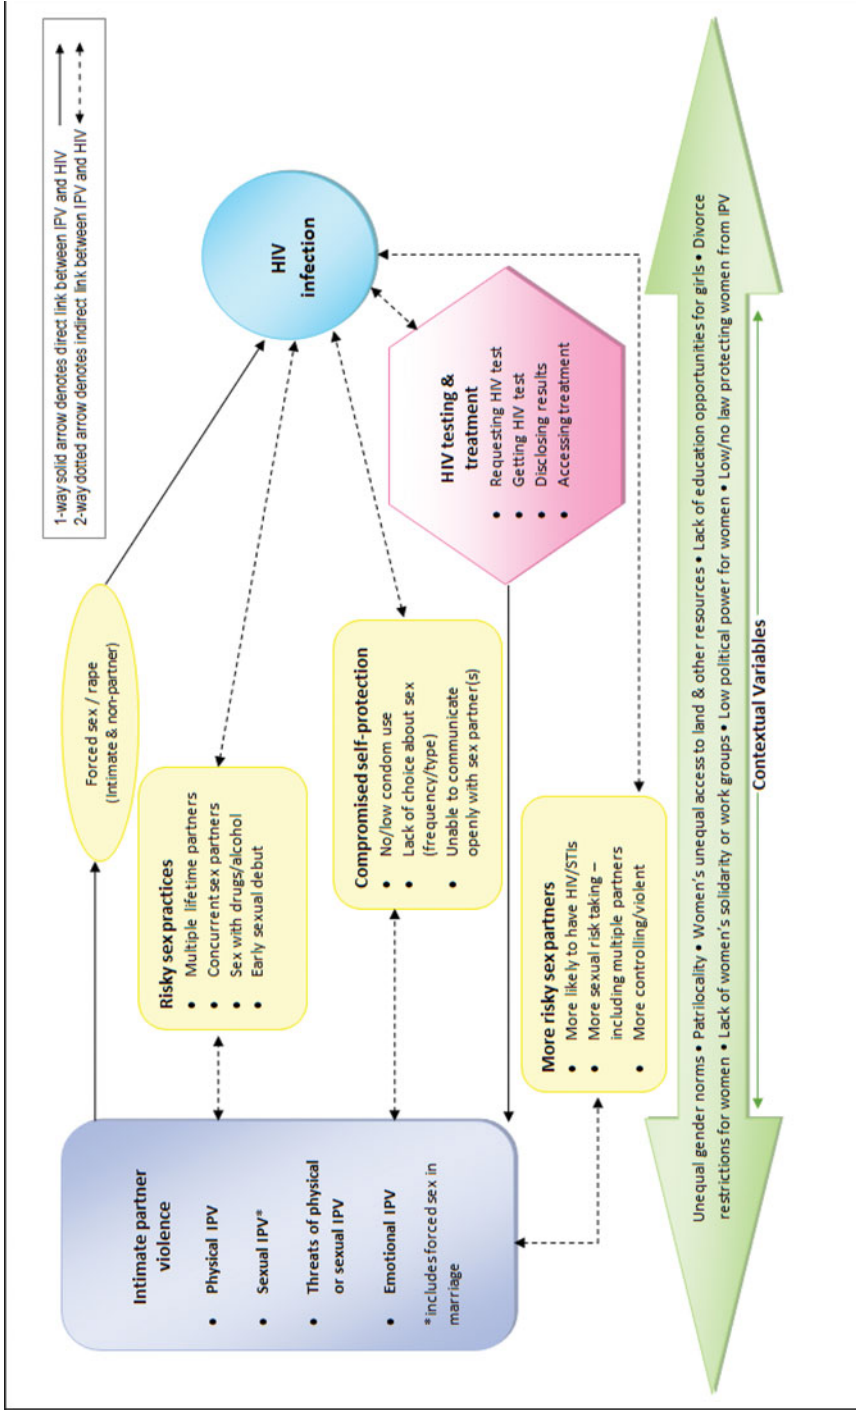 1-way solid arrow denotes direct link between IPV and HIV
2-way dotted arrow denotes indirect link between IPV and HIV
Intimate partner
violence
• Physical IPV
• Sexual IPV*
• Threats of physical
or sexual IPV
• Emotional IPV
*includes forced sex in
marriage
Forced sex / rape
(Intimate & non-partner)
Risky sex practices
• Multiple lifetime partners
• Concurrent sex partners
• Sex with drugs/alcohol
• Early sexual debut
Compromised self-protection
• No/low condom use
• Lack of choice about sex
(frequency/type)
• Unable to communicate
openly with sex partner(s)
More risky sex partners
• More likely to have HIV/STIs
• More sexual risk taking –
including multiple partners
• More controlling/violent
HIV
infection
HIV testing &
treatment
• Requesting HIV test
• Getting HIV test
• Disclosing results
• Accessing treatment
Unequal gender norms • Patrilocality • Women's unequal access to land & other resources • Lack of education opportunities for girls • Divorce
restrictions for women • Lack of women's solidarity or work groups • Low political power for women • Low/no law protecting women from IPV
Contextual Variables